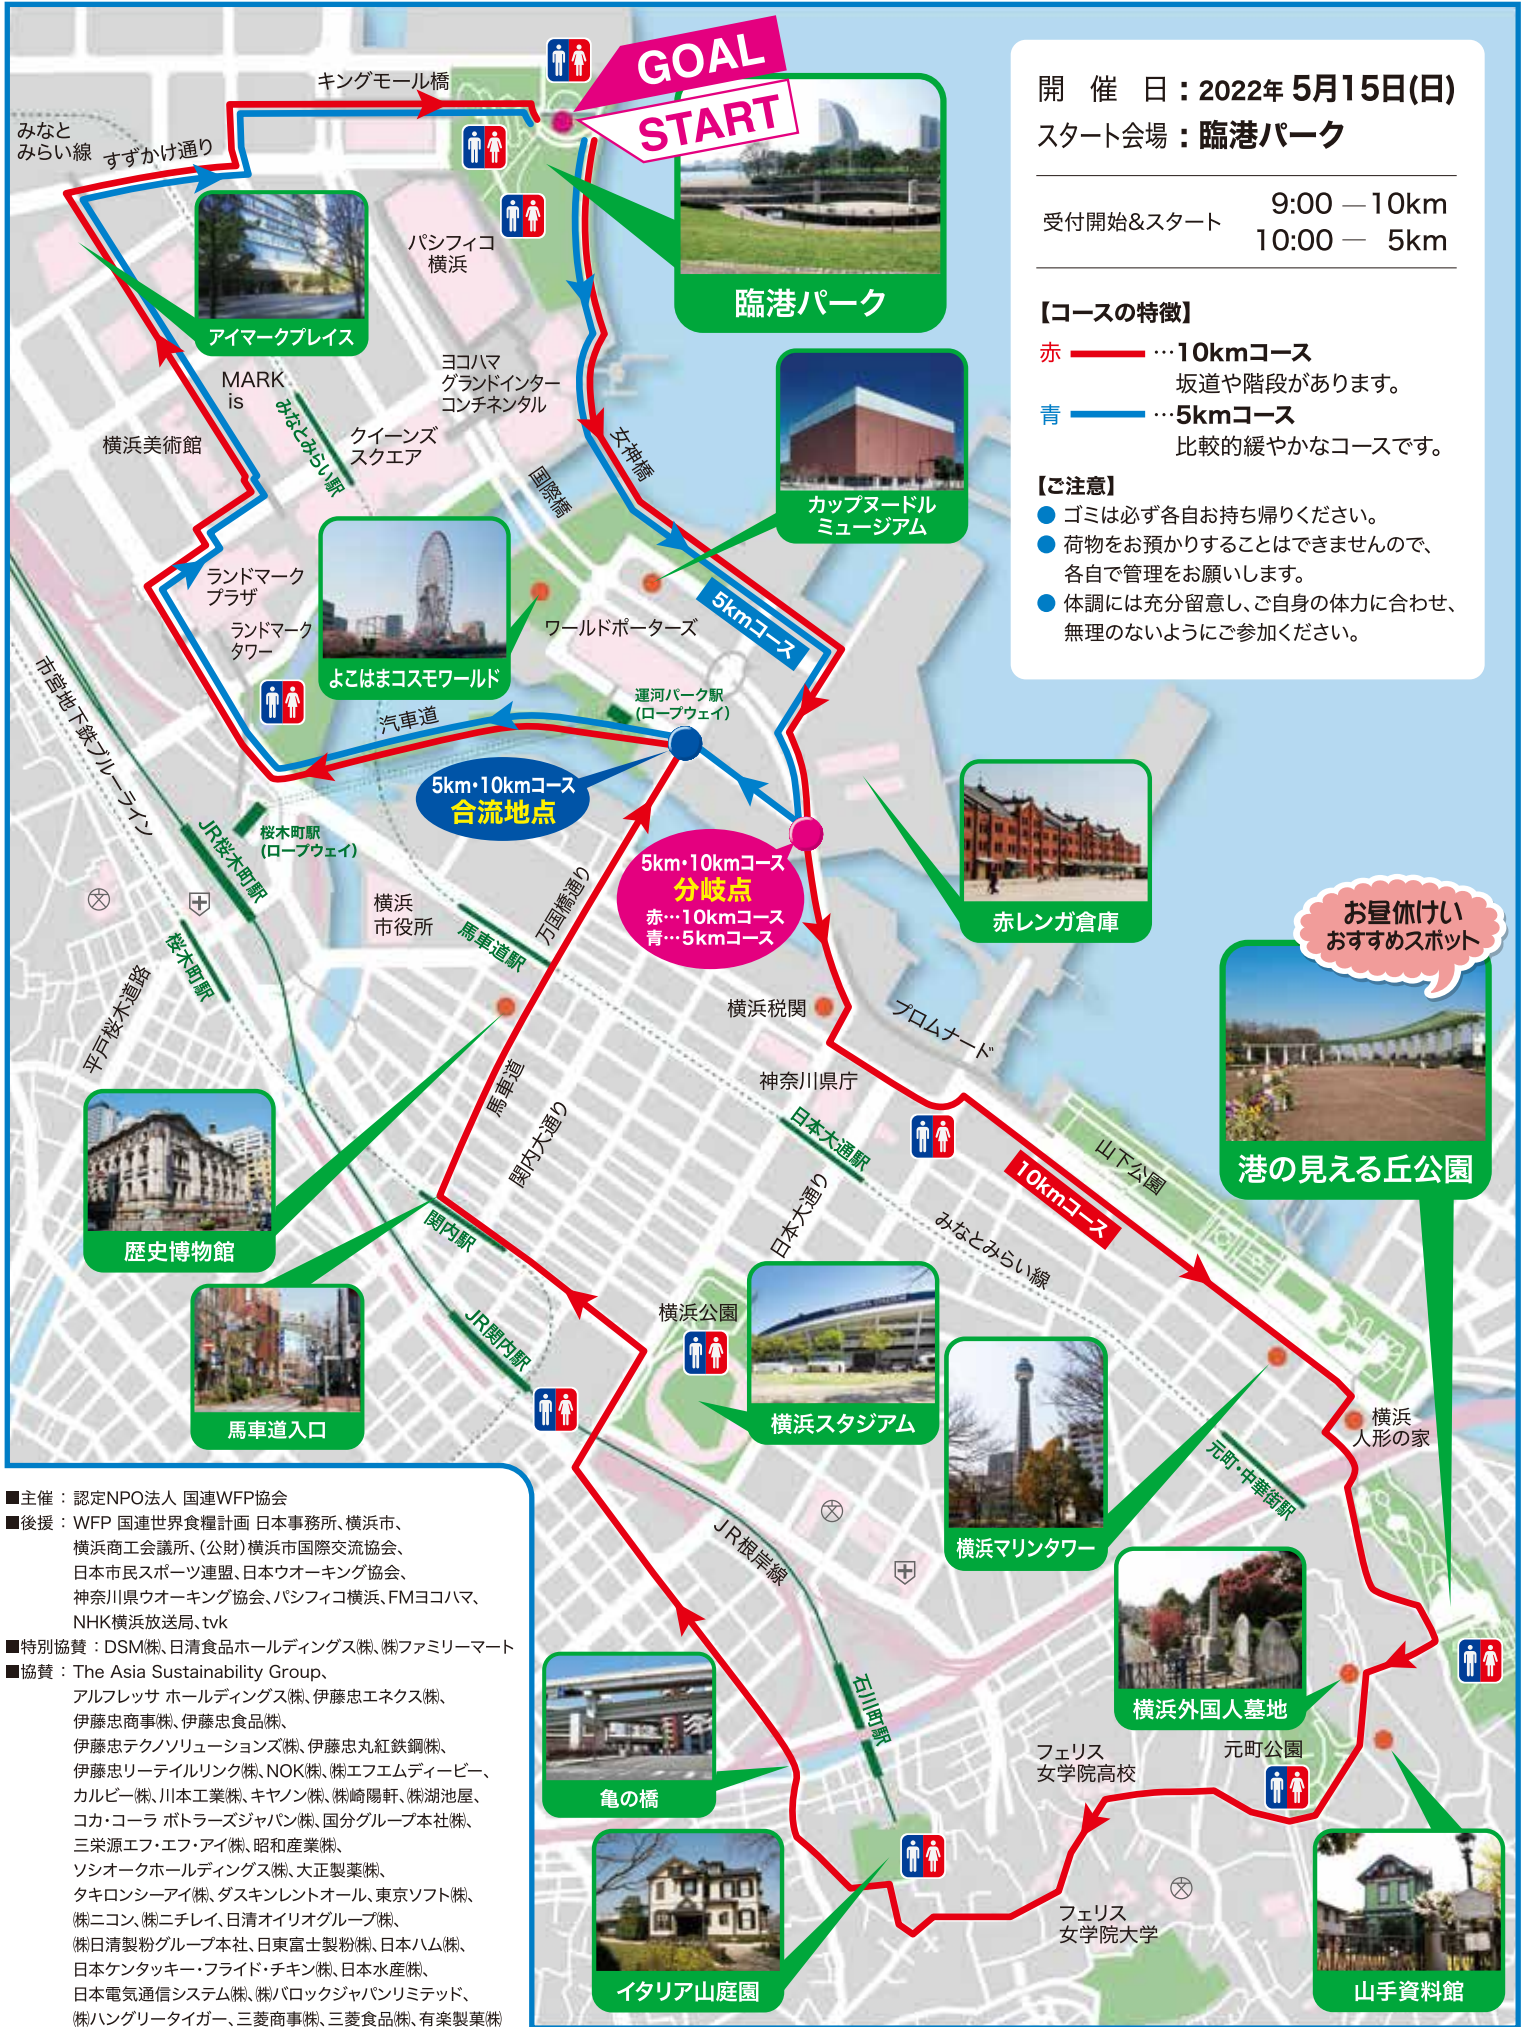 GOAL
START
キングモール橋
みなと
みらい線
すずかけ通り
パシフィコ
横浜
臨港パーク
アイマークプレイス
開催日：2022年 5月15日(日)
スタート会場：臨港パーク
受付開始&スタート
9:00 ―10km
10:00 ― 5km
【コースの特徴】
赤 …10kmコース
坂道や階段があります。
青 …5kmコース
比較的緩やかなコースです。
【ご注意】
● ゴミは必ず各自お持ち帰りください。
● 荷物をお預かりすることはできませんので、
各自で管理をお願いします。
● 体調には充分留意し、ご自身の体力に合わせ、
無理のないようにご参加ください。
MARK
is
みなとみらい駅
横浜美術館
クイーンズ
スクエア
ヨコハマ
グランドインター
コンチネンタル
女神橋
国際橋
カップヌードル
ミュージアム
ランドマーク
プラザ
ランドマーク
タワー
よこはまコスモワールド
ワールドポーターズ
5kmコース
運河パーク駅
(ロープウェイ)
汽車道
市営地下鉄ブルーライン
5km・10kmコース
合流地点
5km・10kmコース
分岐点
赤…10kmコース
青…5kmコース
赤レンガ倉庫
桜木町駅
(ロープウェイ)
JR桜木町駅
桜木町駅
横浜
市役所
馬車道駅
万国橋通り
平戸桜木道路
横浜税関
プロムナード
神奈川県庁
お昼休けい
おすすめスポット
港の見える丘公園
馬車道
関内大通り
日本大通駅
日本大通り
山下公園
10kmコース
みなとみらい線
歴史博物館
馬車道入口
関内駅
JR関内駅
横浜公園
横浜スタジアム
横浜マリンタワー
横浜
人形の家
元町・中華街駅
JR根岸線
石川町駅
横浜外国人墓地
元町公園
フェリス
女学院高校
亀の橋
イタリア山庭園
フェリス
女学院大学
山手資料館
■主催：認定NPO法人 国連WFP協会
■後援：WFP 国連世界食糧計画 日本事務所、横浜市、
横浜商工会議所、(公財)横浜市国際交流協会、
日本市民スポーツ連盟、日本ウオーキング協会、
神奈川県ウオーキング協会、パシフィコ横浜、FMヨコハマ、
NHK横浜放送局、tvk
■特別協賛：DSM㈱、日清食品ホールディングス㈱、㈱ファミリーマート
■協賛：The Asia Sustainability Group、
アルフレッサ ホールディングス㈱、伊藤忠エネクス㈱、
伊藤忠商事㈱、伊藤忠食品㈱、
伊藤忠テクノソリューションズ㈱、伊藤忠丸紅鉄鋼㈱、
伊藤忠リーテイルリンク㈱、NOK㈱、㈱エフエムディービー、
カルビー㈱、川本工業㈱、キヤノン㈱、㈱崎陽軒、㈱湖池屋、
コカ・コーラ ボトラーズジャパン㈱、国分グループ本社㈱、
三栄源エフ・エフ・アイ㈱、昭和産業㈱、
ソシオークホールディングス㈱、大正製薬㈱、
タキロンシーアイ㈱、ダスキンレントオール、東京ソフト㈱、
㈱ニコン、㈱ニチレイ、日清オイリオグループ㈱、
㈱日清製粉グループ本社、日東富士製粉㈱、日本ハム㈱、
日本ケンタッキー・フライド・チキン㈱、日本水産㈱、
日本電気通信システム㈱、㈱バロックジャパンリミテッド、
㈱ハングリータイガー、三菱商事㈱、三菱食品㈱、有楽製菓㈱